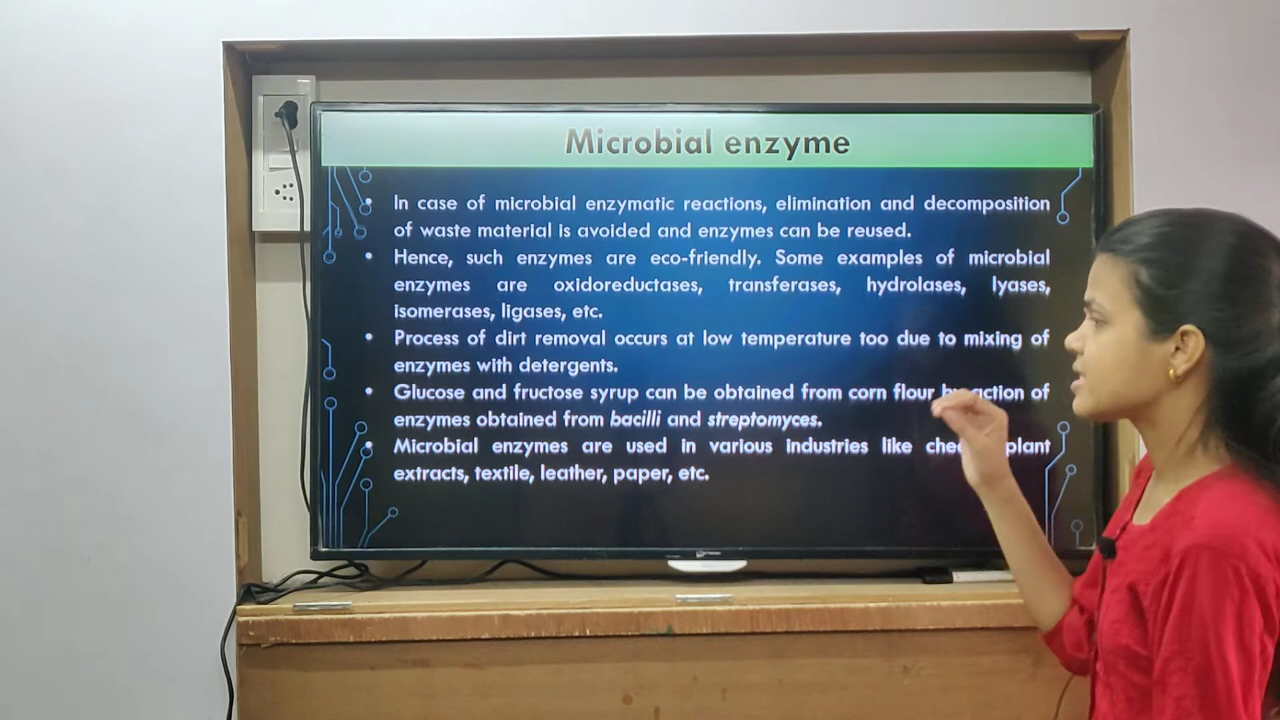 Microbial enzyme
• In case of microbial enzymatic reactions, elimination and decomposition
of waste material is avoided and enzymes can be reused.
• Hence, such enzymes are eco-friendly. Some examples of microbial
enzymes are oxidoreductases, transferases, hydrolases, lyases,
isomerases, ligases, etc.
• Process of dirt removal occurs at low temperature too due to mixing of
enzymes with detergents.
• Glucose and fructose syrup can be obtained from corn flour by action of
enzymes obtained from bacilli and streptomyces.
• Microbial enzymes are used in various industries like plant
extracts, textile, leather, paper, etc.